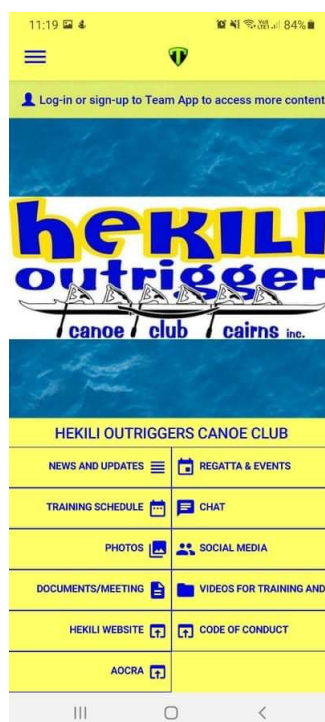 11:19 84%
Log-in or sign-up to Team App to access more content
hekili
outrigger
canoe club cairns inc.
HEKILI OUTRIGGERS CANOE CLUB
NEWS AND UPDATES REGATTA & EVENTS
TRAINING SCHEDULE CHAT
PHOTOS SOCIAL MEDIA
DOCUMENTS/MEETING VIDEOS FOR TRAINING AND
HEKILI WEBSITE CODE OF CONDUCT
AOCRA